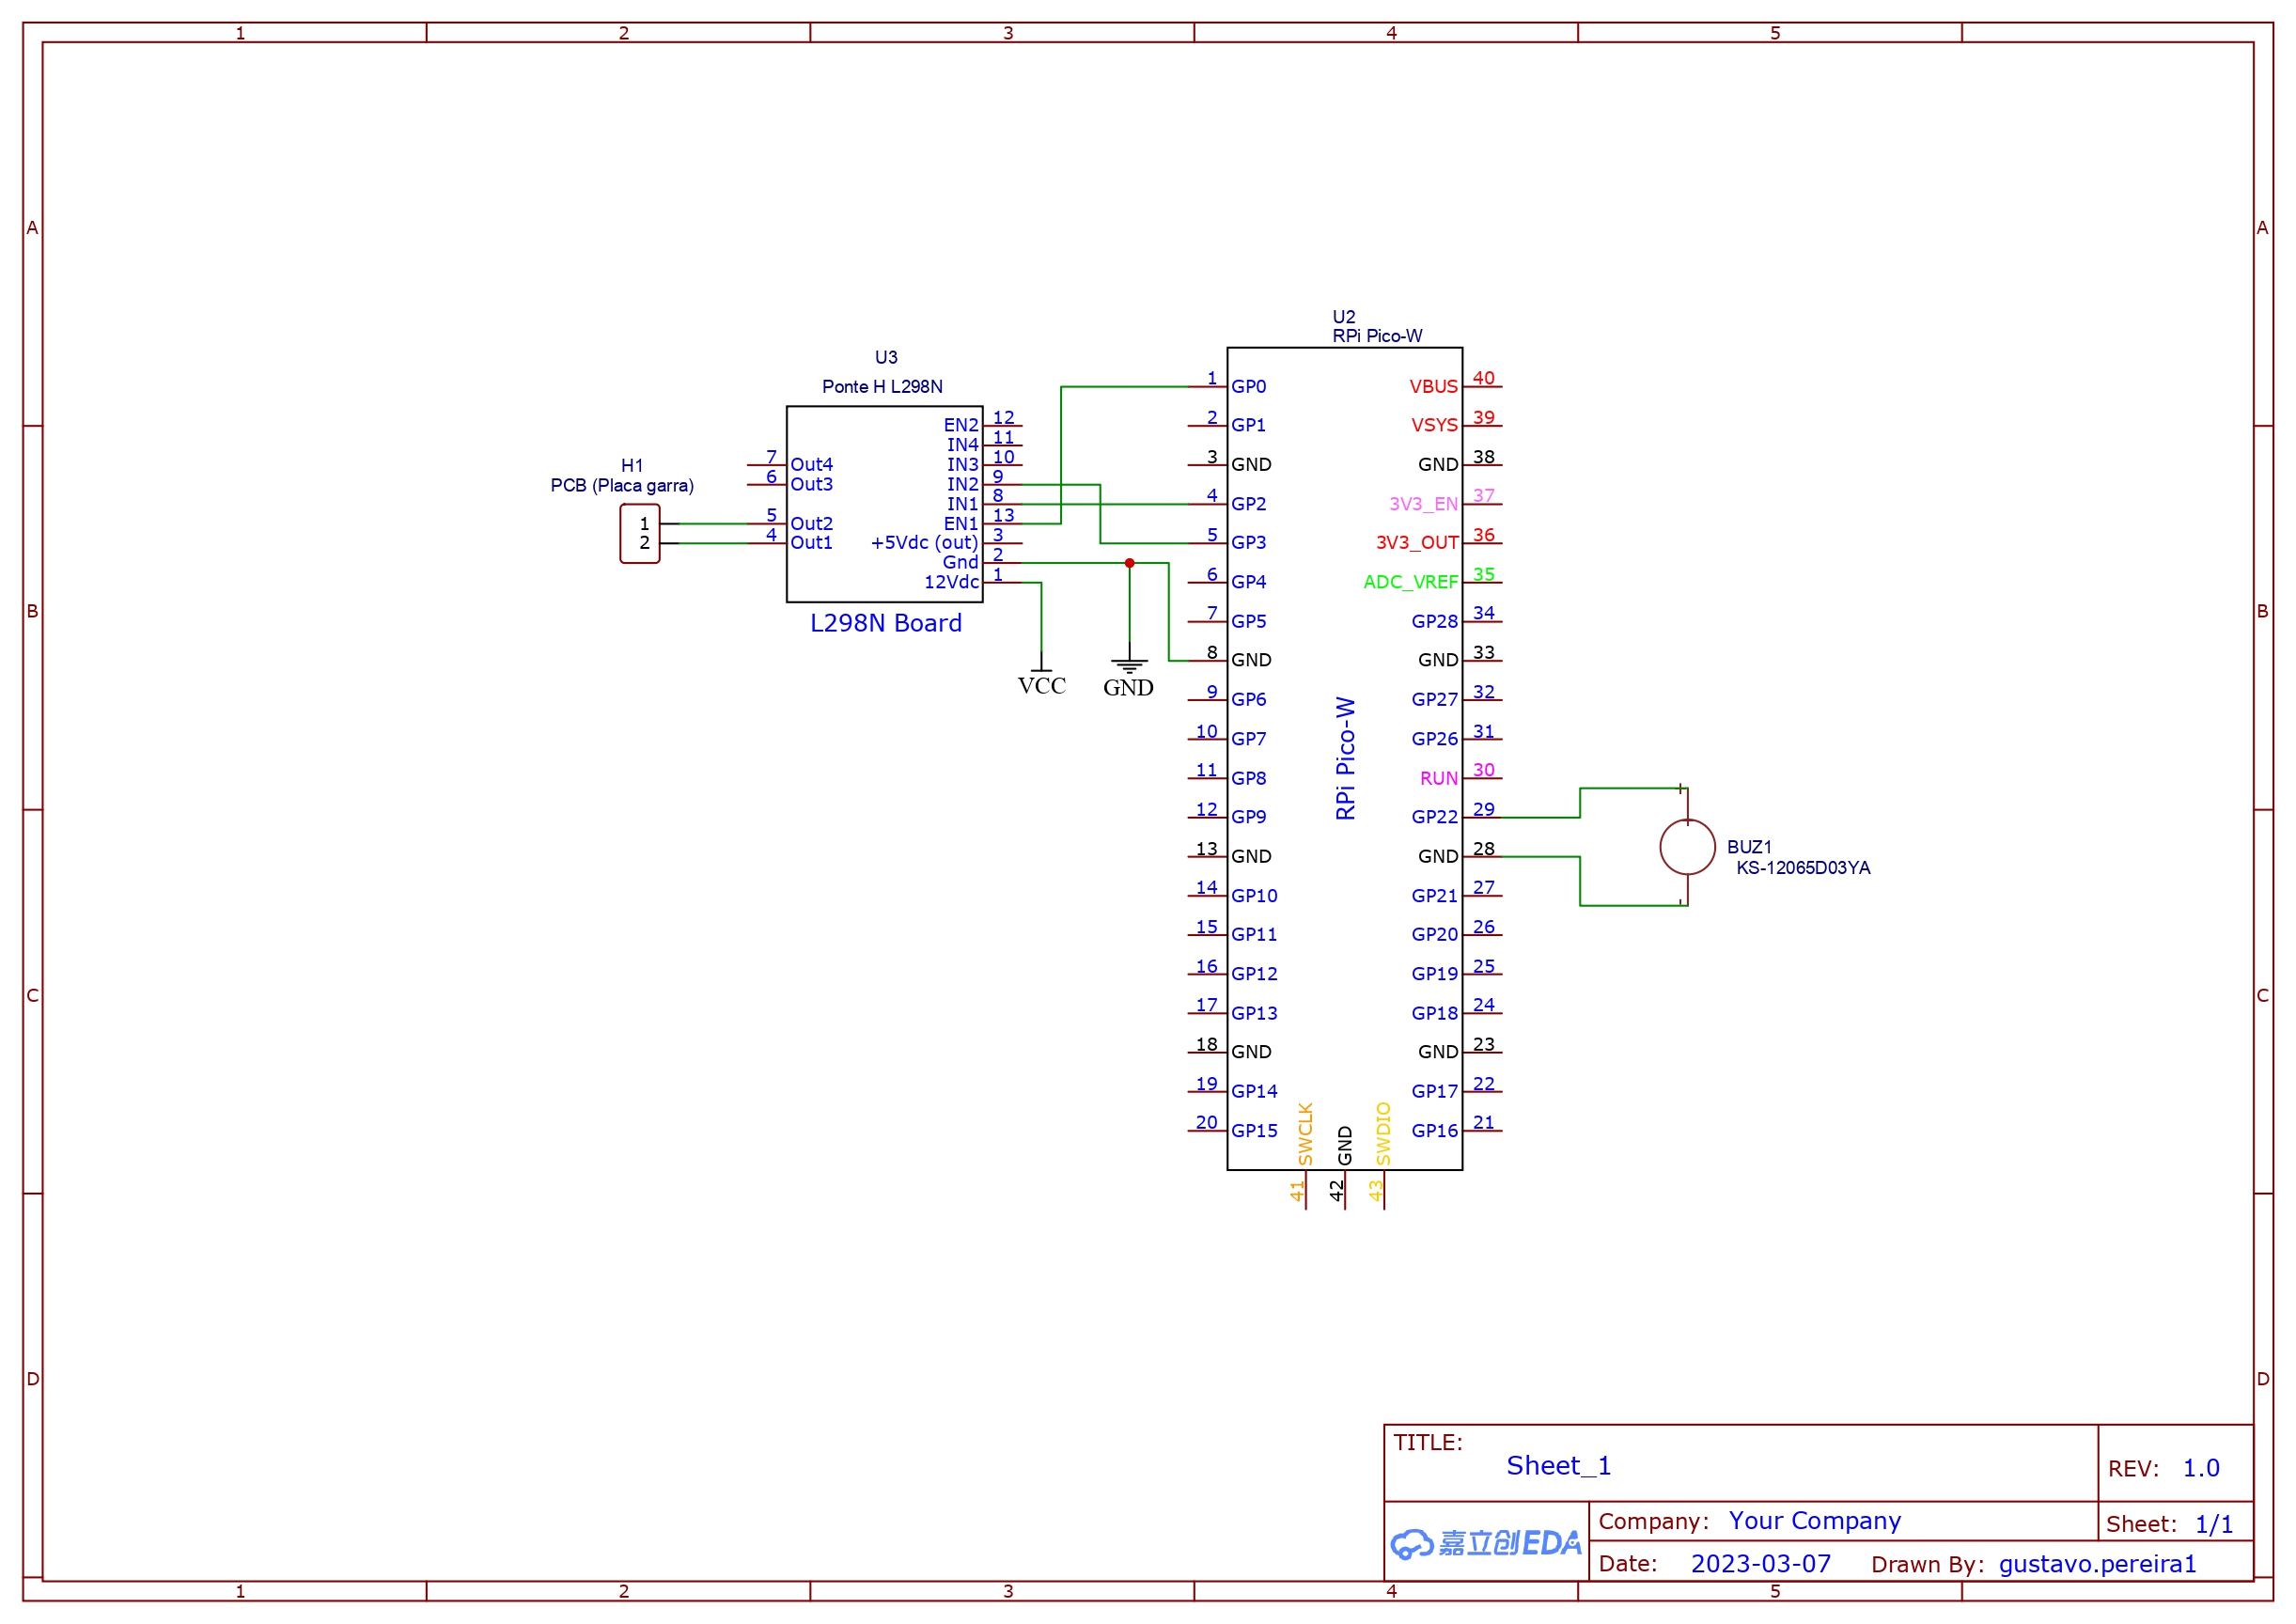 1 2 3 4 5
A A
B B
C C
D D
U3
Ponte H L298N
EN2 12
IN4 11
7 Out4 IN3 10
6 Out3 IN2 9
IN1 8
5 Out2 EN1 13
4 Out1 +5Vdc (out) 3
Gnd 2
12Vdc 1
L298N Board
H1
PCB (Placa garra)
1
2
VCC
GND
U2
RPi Pico-W
1 GP0 VBUS 40
2 GP1 VSYS 39
3 GND GND 38
4 GP2 3V3_EN 37
5 GP3 3V3_OUT 36
6 GP4 ADC_VREF 35
7 GP5 GP28 34
8 GND GND 33
9 GP6 GP27 32
10 GP7 GP26 31
11 GP8 RUN 30
12 GP9 GP22 29
13 GND GND 28
14 GP10 GP21 27
15 GP11 GP20 26
16 GP12 GP19 25
17 GP13 GP18 24
18 GND GND 23
19 GP14 GP17 22
20 GP15 GP16 21
RPi Pico-W
SWCLK GND SWDIO
41 42 43
+
BUZ1
KS-12065D03YA
-
TITLE:
Sheet_1
REV: 1.0
嘉立创EDA
Company: Your Company
Sheet: 1/1
Date: 2023-03-07 Drawn By: gustavo.pereira1
1 2 3 4 5